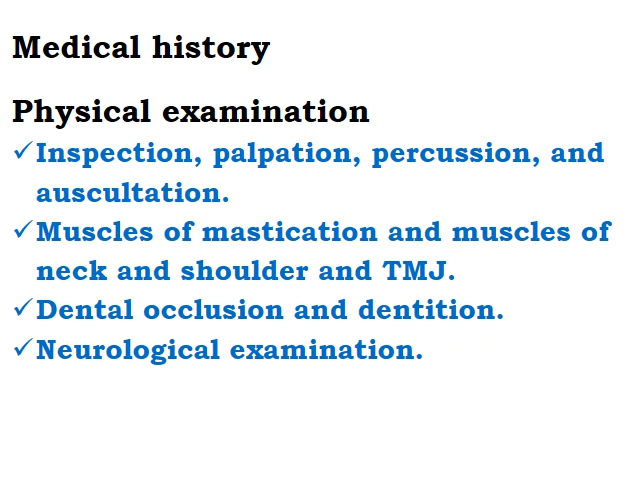 Medical history
Physical examination
✓Inspection, palpation, percussion, and
auscultation.
✓Muscles of mastication and muscles of
neck and shoulder and TMJ.
✓Dental occlusion and dentition.
✓Neurological examination.